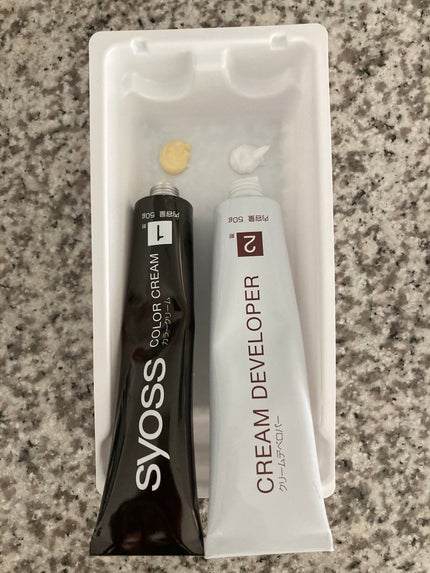 syoss
COLOR CREAM
カラークリーム
1
剤
内容量 50g
CREAM DEVELOPER
クリームデベロパー
2
剤
内容量 50g